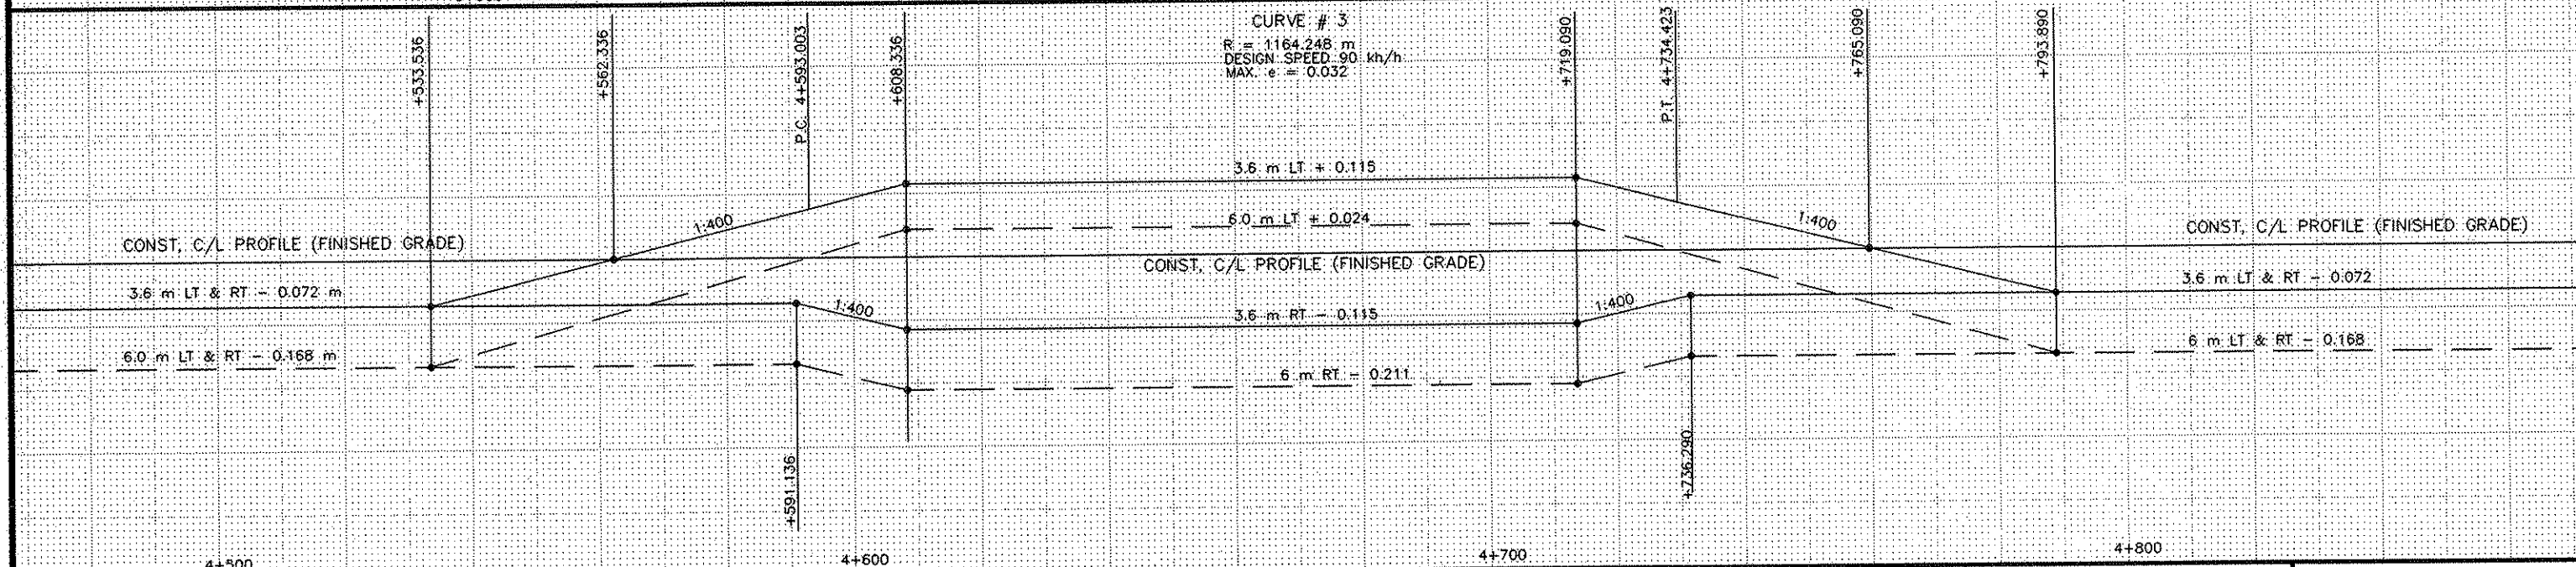 CURVE # 3
R = 1164.248 m
DESIGN SPEED 90 kh/h
MAX. e = 0.032
+533.536
+562.336
P.C. 4+593.003
+608.336
+719.090
P.T. 4+734.423
+765.090
+793.890
3.6 m LT + 0.115
1:400
6.0 m LT + 0.024
1:400
CONST, C/L PROFILE (FINISHED GRADE)
CONST, C/L PROFILE (FINISHED GRADE)
CONST, C/L PROFILE (FINISHED GRADE)
3.6 m LT & RT - 0.072 m
1:400
3.6 m RT - 0.115
1:400
3.6 m LT & RT - 0.072
6.0 m LT & RT - 0.168 m
6 m RT - 0.211
6 m LT & RT - 0.168
+591.136
+736.290
4+500
4+600
4+700
4+800